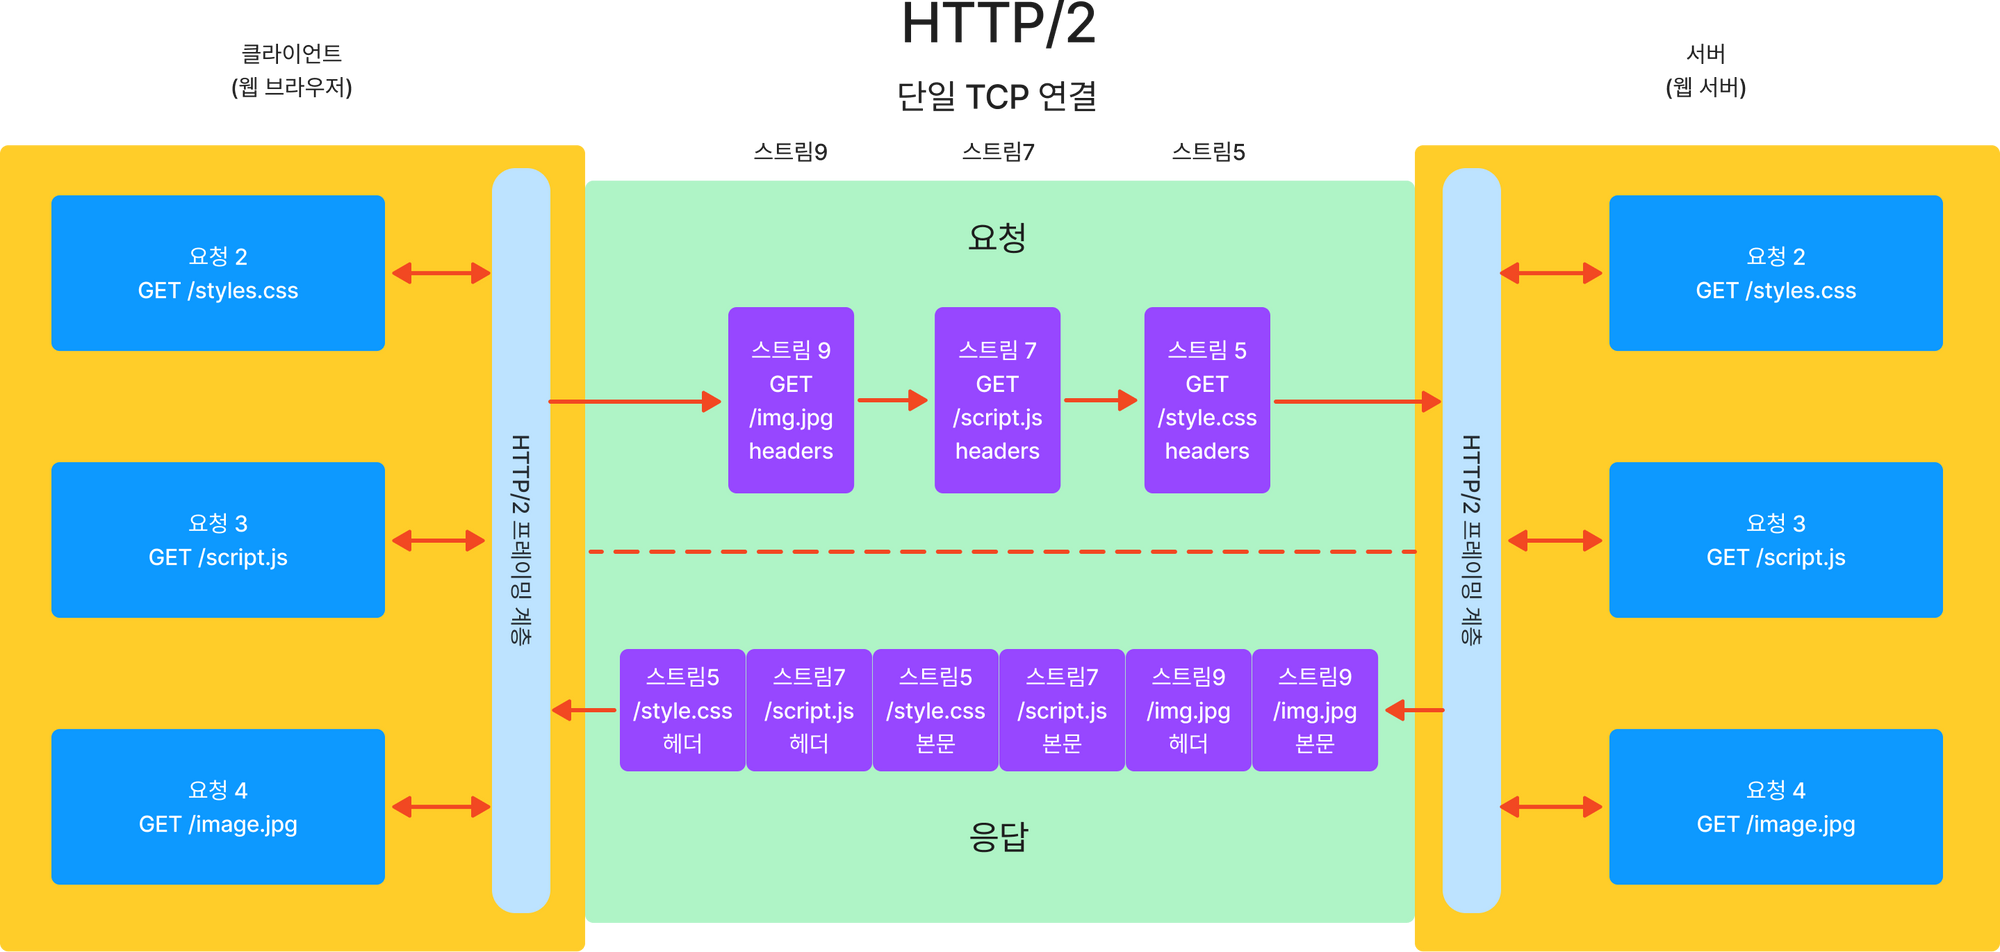 HTTP/2
클라이언트
(웹 브라우저)
서버
(웹 서버)
단일 TCP 연결
스트림9
스트림7
스트림5
요청 2
GET /styles.css
요청 3
GET /script.js
요청 4
GET /image.jpg
HTTP/2 프레이밍 계층
요청
스트림 9
GET
/img.jpg
headers
스트림 7
GET
/script.js
headers
스트림 5
GET
/style.css
headers
스트림5
/style.css
헤더
스트림7
/script.js
헤더
스트림5
/style.css
본문
스트림7
/script.js
본문
스트림9
/img.jpg
헤더
스트림9
/img.jpg
본문
응답
HTTP/2 프레이밍 계층
요청 2
GET /styles.css
요청 3
GET /script.js
요청 4
GET /image.jpg